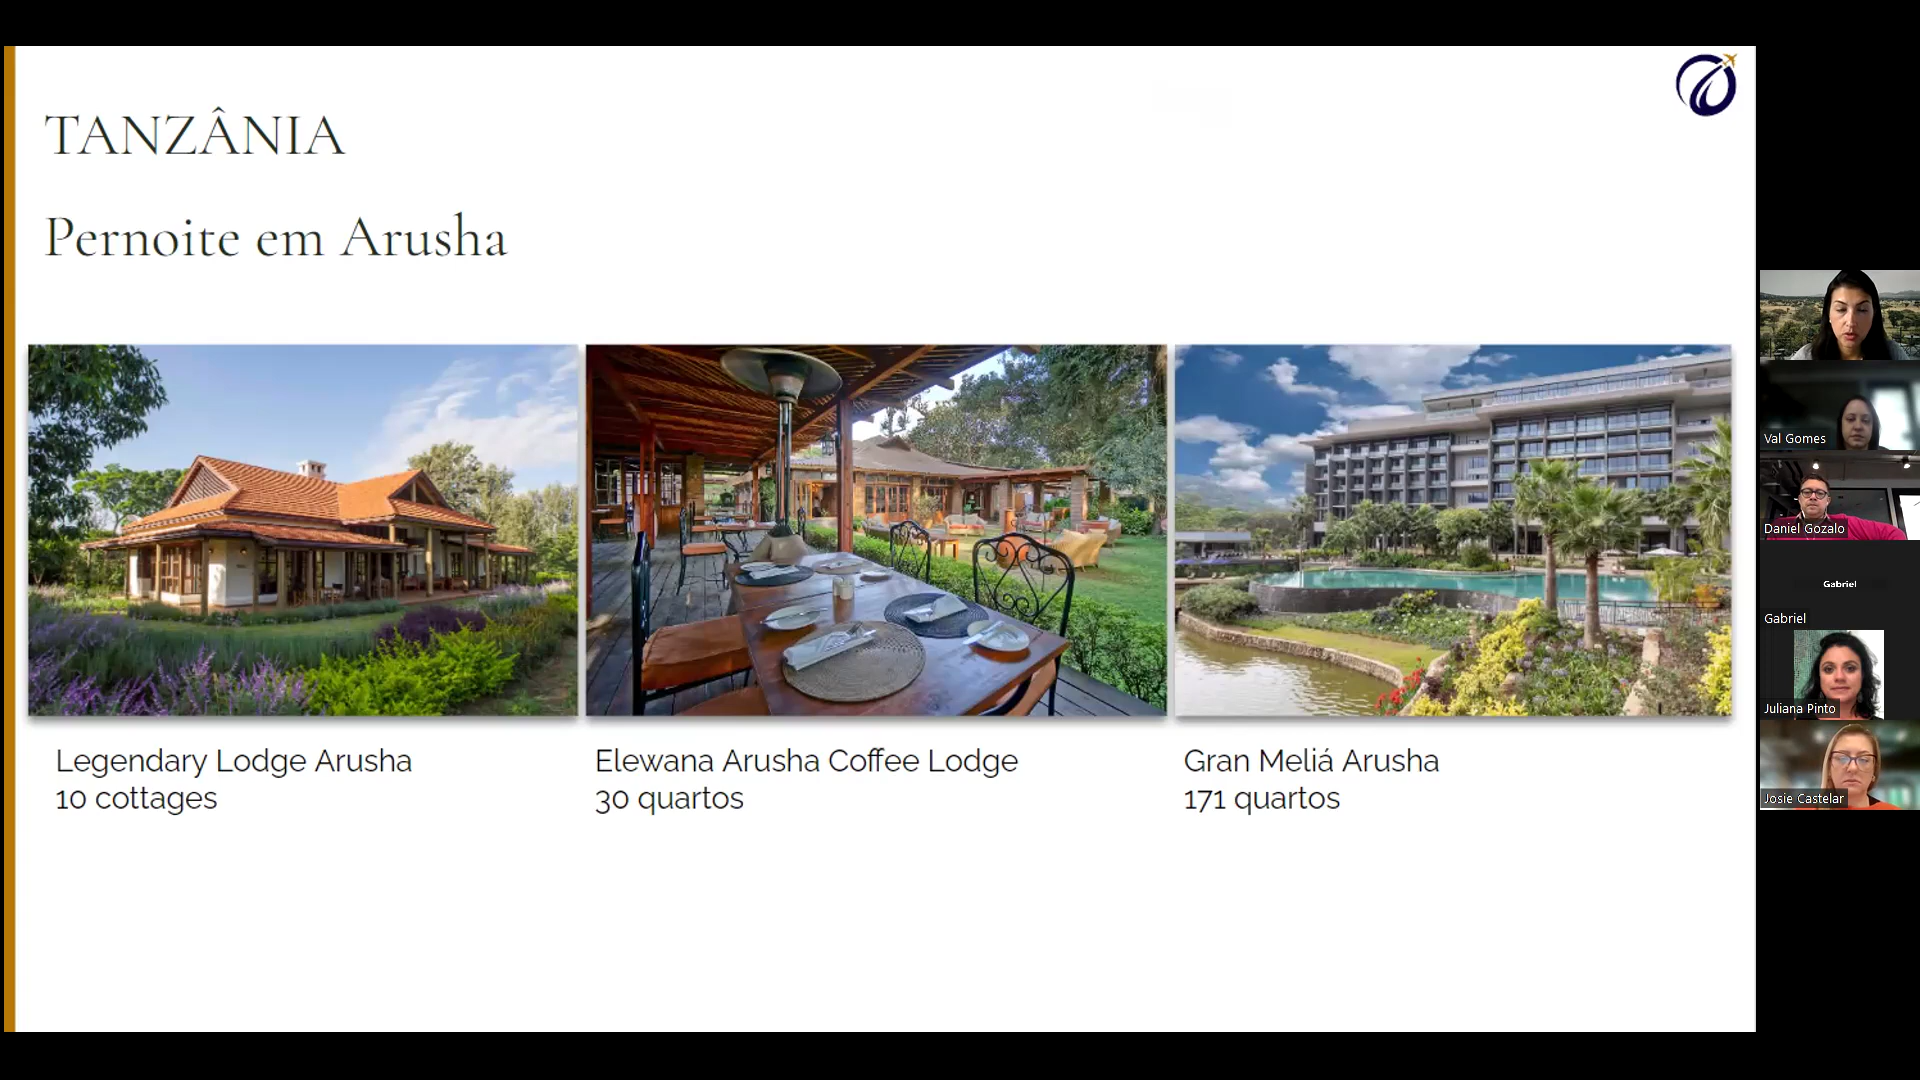 TANZÂNIA
Pernoite em Arusha
Legendary Lodge Arusha
10 cottages
Elewana Arusha Coffee Lodge
30 quartos
Gran Meliá Arusha
171 quartos
Val Gomes
Daniel Gozalo
Gabriel
Gabriel
Juliana Pinto
Josie Castelar